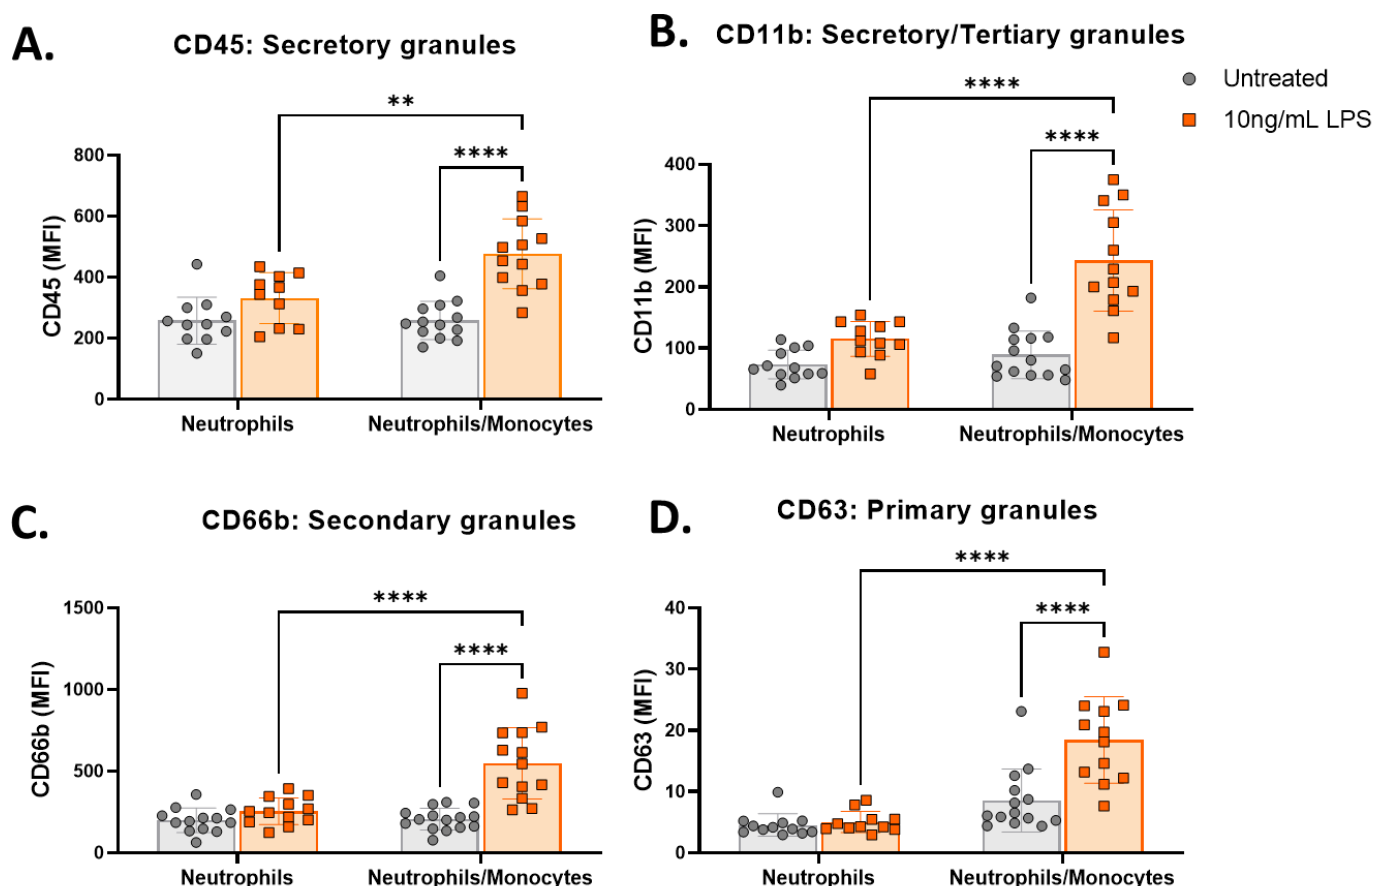 A.
CD45: Secretory granules
**
****
CD45 (MFI)
800
600
400
200
0
Neutrophils
Neutrophils/Monocytes
B.
CD11b: Secretory/Tertiary granules
Untreated
10ng/mL LPS
****
****
CD11b (MFI)
400
300
200
100
0
Neutrophils
Neutrophils/Monocytes
C.
CD66b: Secondary granules
****
****
CD66b (MFI)
1500
1000
500
0
Neutrophils
Neutrophils/Monocytes
D.
CD63: Primary granules
****
****
CD63 (MFI)
40
30
20
10
0
Neutrophils
Neutrophils/Monocytes